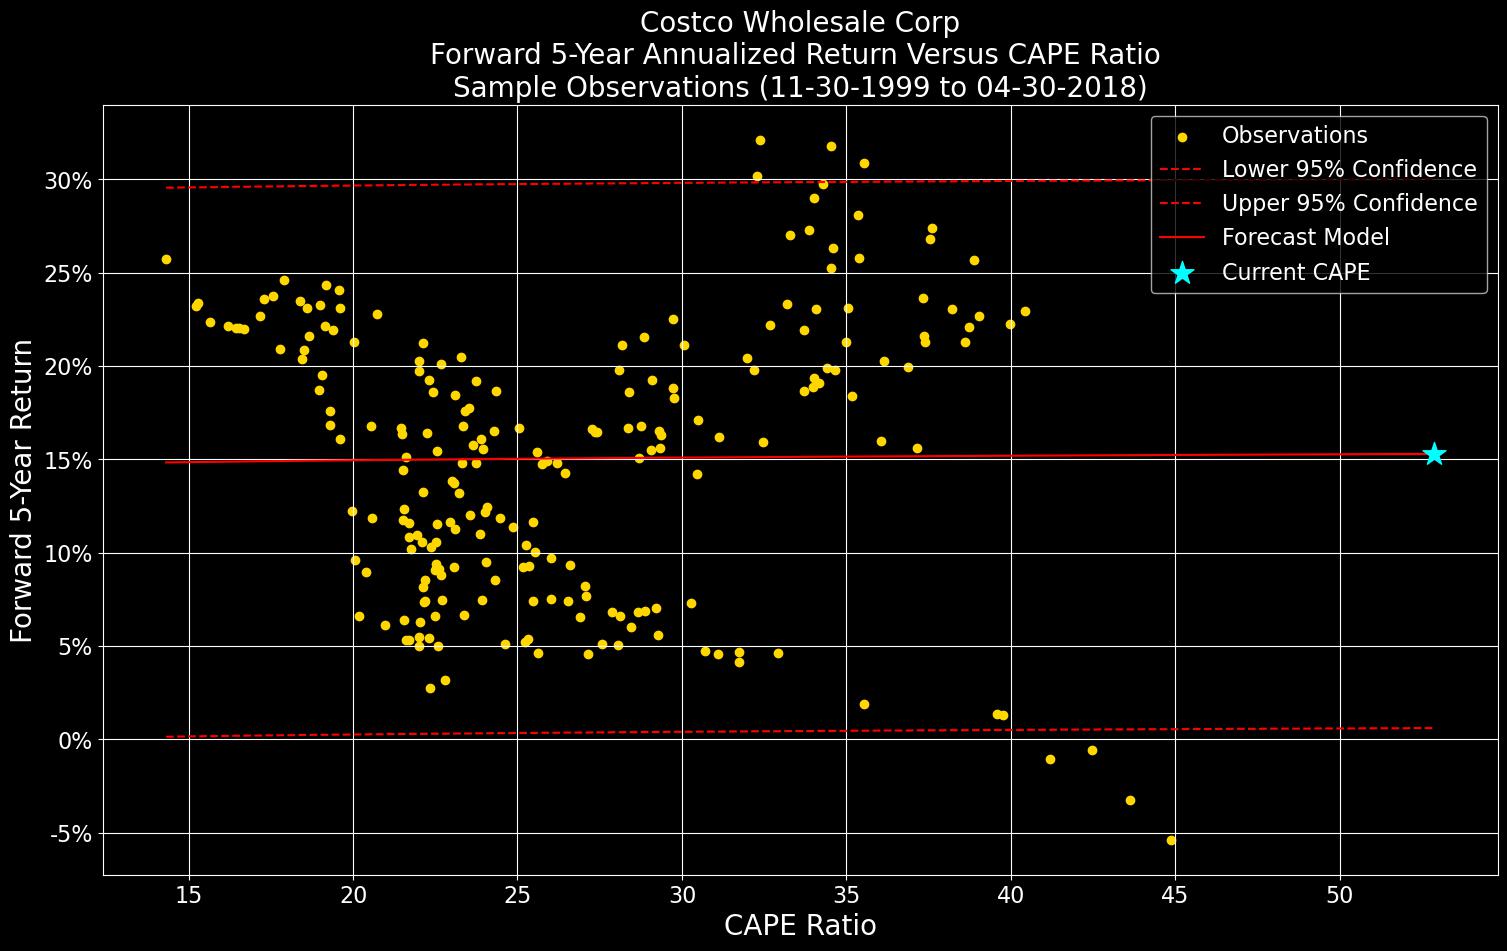 Costco Wholesale Corp
Forward 5-Year Annualized Return Versus CAPE Ratio
Sample Observations (11-30-1999 to 04-30-2018)
Observations
Lower 95% Confidence
Upper 95% Confidence
Forecast Model
Current CAPE
Forward 5-Year Return
30%
25%
20%
15%
10%
5%
0%
-5%
15 20 25 30 35 40 45 50
CAPE Ratio